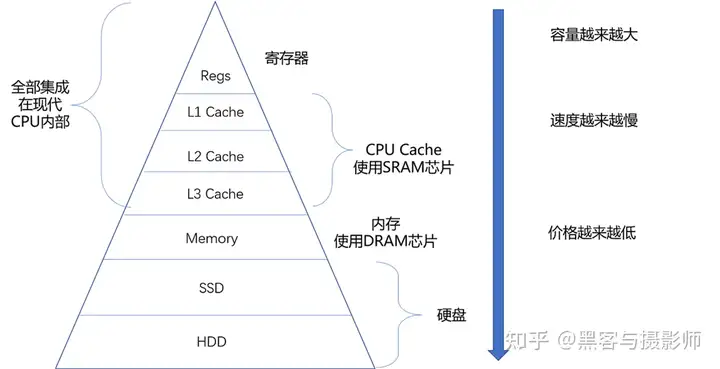 全部集成
在现代
CPU内部
寄存器
Regs
L1 Cache
L2 Cache
L3 Cache
CPU Cache
使用SRAM芯片
Memory
内存
使用DRAM芯片
SSD
HDD
硬盘
容量越来越大
速度越来越慢
价格越来越低
知乎 @黑客与摄影师